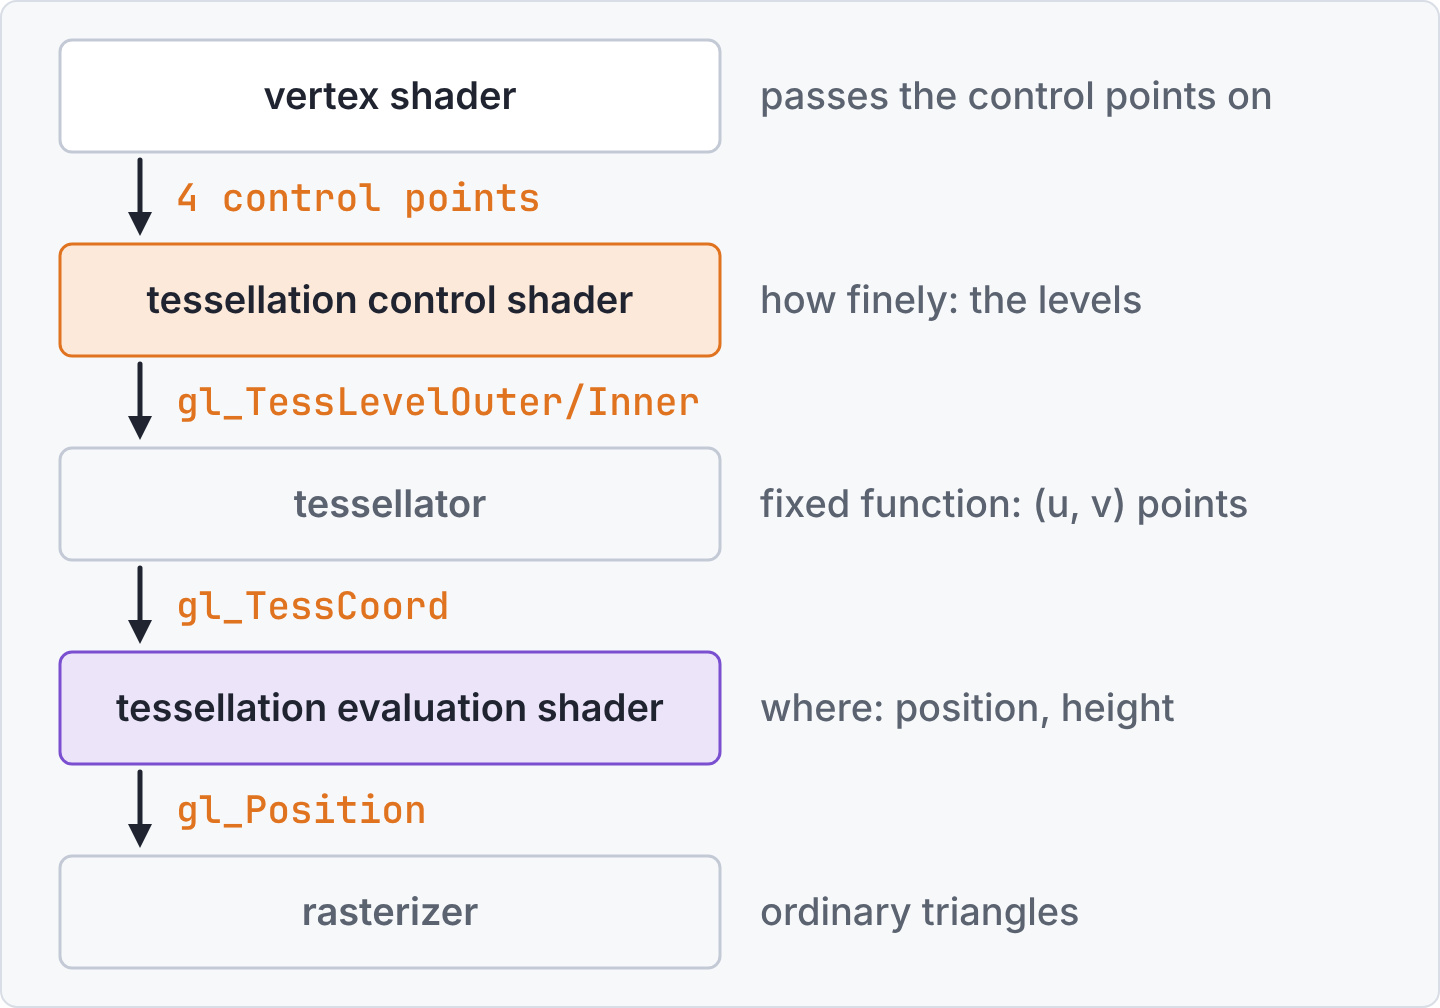 vertex shader
passes the control points on
4 control points
tessellation control shader
how finely: the levels
gl_TessLevelOuter/Inner
tessellator
fixed function: (u, v) points
gl_TessCoord
tessellation evaluation shader
where: position, height
gl_Position
rasterizer
ordinary triangles